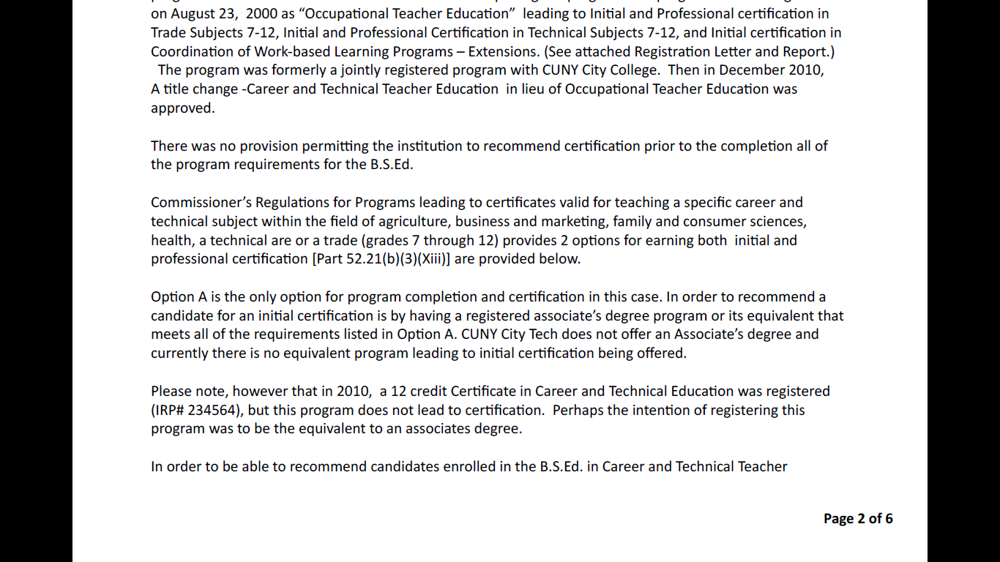 on August 23,  2000 as “Occupational Teacher Education”  leading to Initial and Professional certification in
Trade Subjects 7-12, Initial and Professional Certification in Technical Subjects 7-12, and Initial certification in
Coordination of Work-based Learning Programs – Extensions. (See attached Registration Letter and Report.)
The program was formerly a jointly registered program with CUNY City College.  Then in December 2010,
A title change -Career and Technical Teacher Education  in lieu of Occupational Teacher Education was
approved.
There was no provision permitting the institution to recommend certification prior to the completion all of
the program requirements for the B.S.Ed.
Commissioner’s Regulations for Programs leading to certificates valid for teaching a specific career and
technical subject within the field of agriculture, business and marketing, family and consumer sciences,
health, a technical are or a trade (grades 7 through 12) provides 2 options for earning both  initial and
professional certification [Part 52.21(b)(3)(Xiii)] are provided below.
Option A is the only option for program completion and certification in this case. In order to recommend a
candidate for an initial certification is by having a registered associate’s degree program or its equivalent that
meets all of the requirements listed in Option A. CUNY City Tech does not offer an Associate’s degree and
currently there is no equivalent program leading to initial certification being offered.
Please note, however that in 2010,  a 12 credit Certificate in Career and Technical Education was registered
(IRP# 234564), but this program does not lead to certification.  Perhaps the intention of registering this
program was to be the equivalent to an associates degree.
In order to be able to recommend candidates enrolled in the B.S.Ed. in Career and Technical Teacher
Page 2 of 6